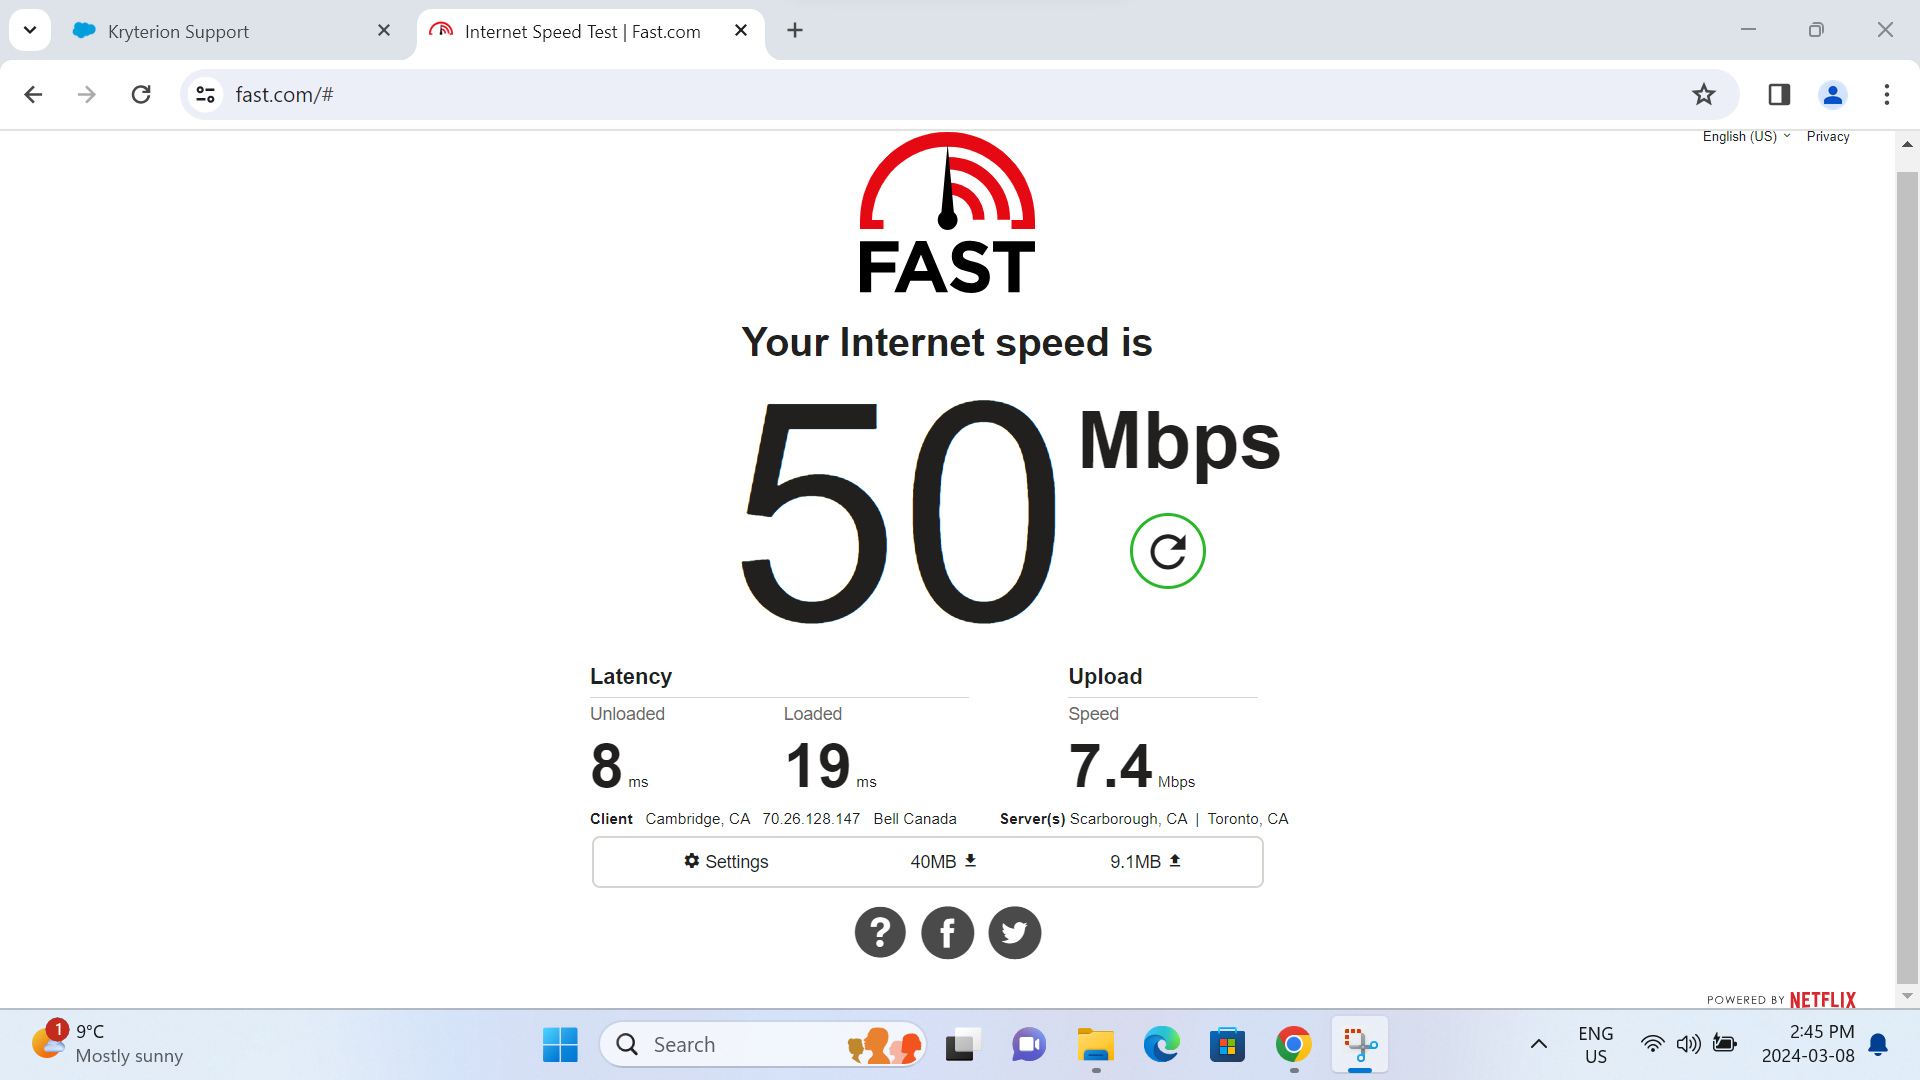 Kryterion Support
Internet Speed Test | Fast.com
fast.com/#
English (US) Privacy
FAST
Your Internet speed is
50 Mbps
Latency Upload
Unloaded Loaded Speed
8 ms 19 ms 7.4 Mbps
Client Cambridge, CA 70.26.128.147 Bell Canada Server(s) Scarborough, CA | Toronto, CA
Settings 40MB 9.1MB
?
f
POWERED BY NETFLIX
1
9°C
Mostly sunny
Search
ENG
US
2:45 PM
2024-03-08